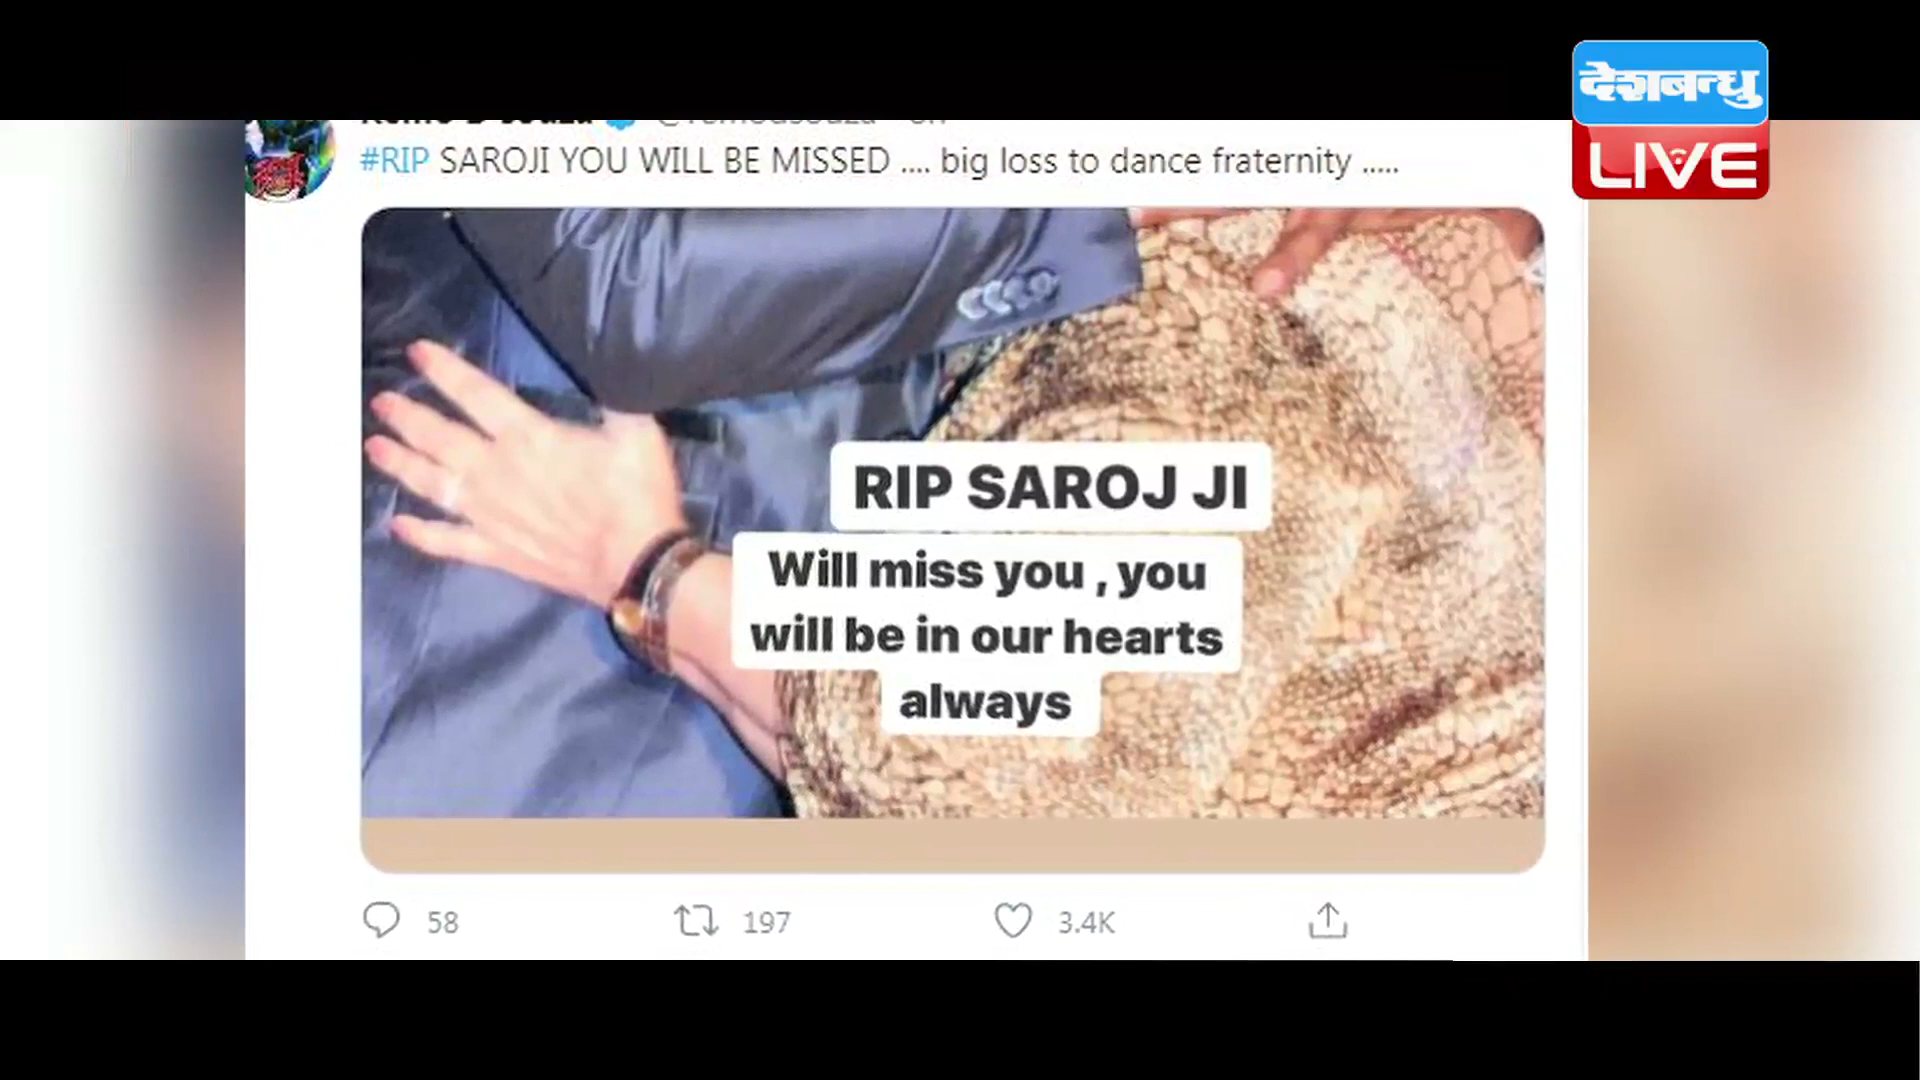 देशबन्धु
LIVE
#RIP SAROJI YOU WILL BE MISSED .... big loss to dance fraternity .....
RIP SAROJ JI
Will miss you , you
will be in our hearts
always
58 197 3.4K